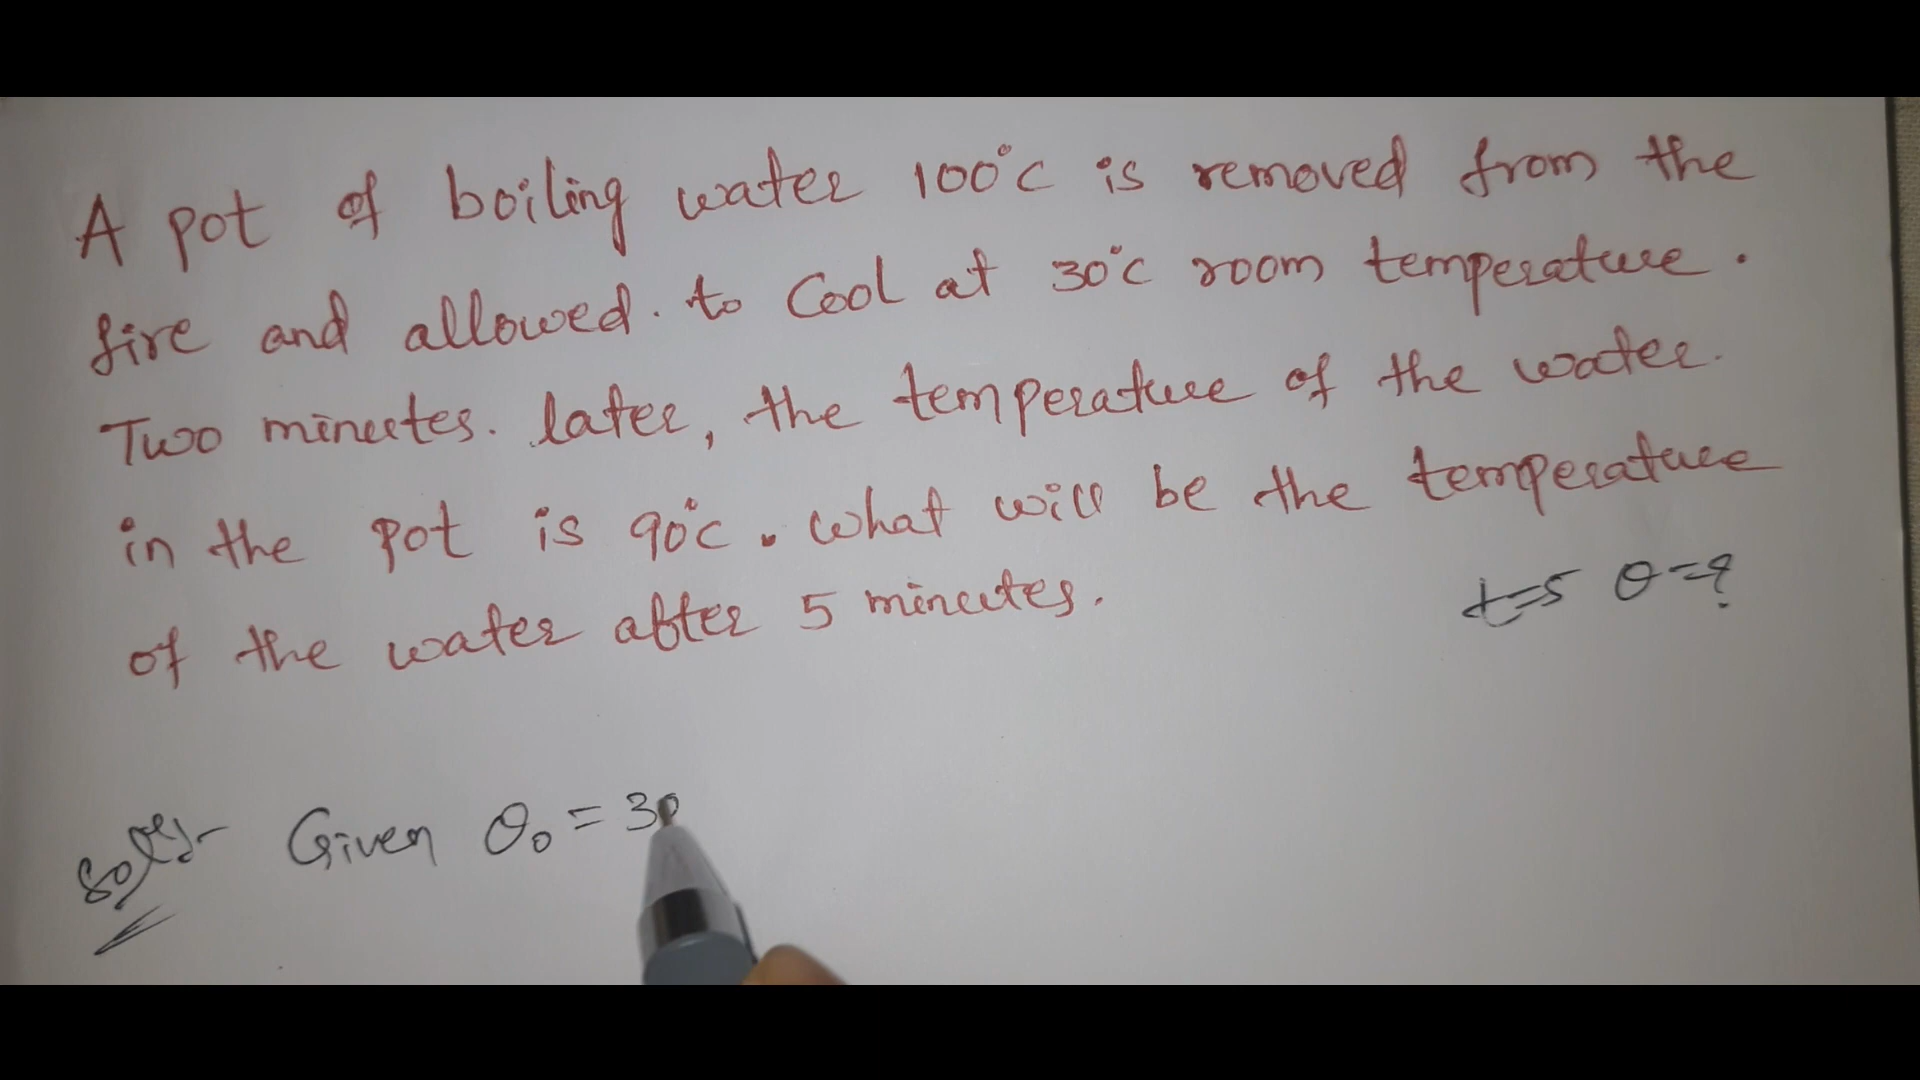 A pot of boiling water 100°C is removed from the
fire and allowed. to Cool at 30°C room temperature.
Two minutes. later, the temperature of the water.
in the pot is 90°C. What will be the temperature
of the water after 5 minutes.
t=5 θ=?
Given θ₀ = 30